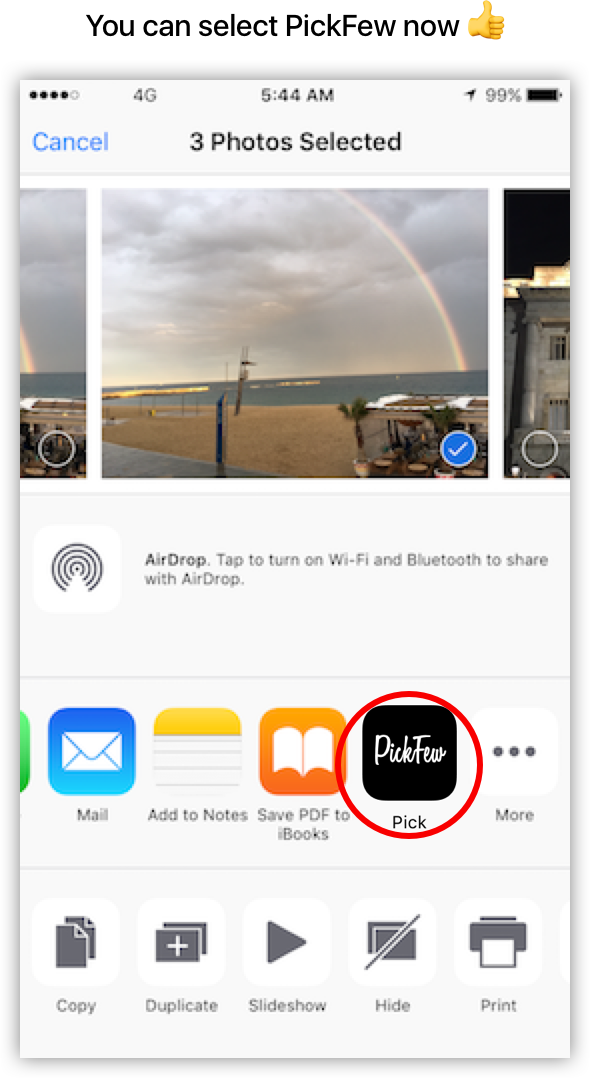 You can select PickFew now 👍
4G 5:44 AM 99%
Cancel 3 Photos Selected
AirDrop. Tap to turn on Wi-Fi and Bluetooth to share
with AirDrop.
PickFew
Mail Add to Notes Save PDF to Pick More
iBooks
Copy Duplicate Slideshow Hide Print